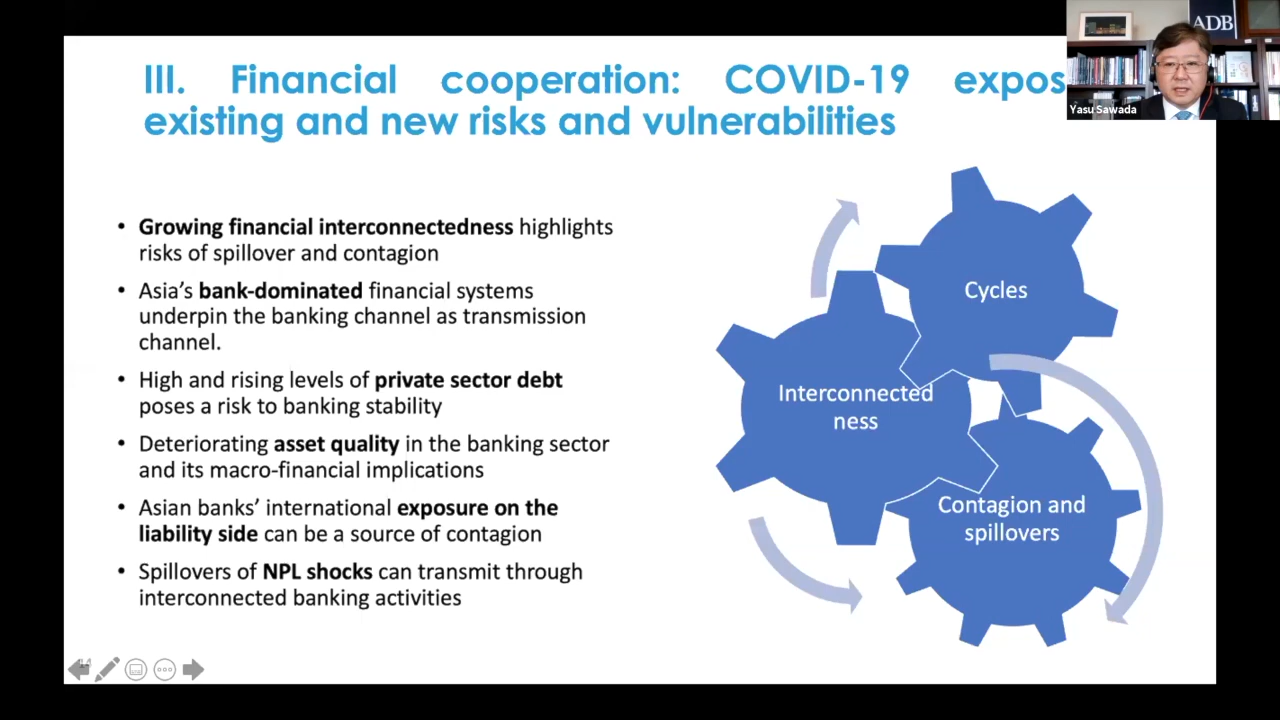 III. Financial cooperation: COVID-19 expos
existing and new risks and vulnerabilities
ADB
Yasu Sawada
• Growing financial interconnectedness highlights
risks of spillover and contagion
• Asia’s bank-dominated financial systems
underpin the banking channel as transmission
channel.
• High and rising levels of private sector debt
poses a risk to banking stability
• Deteriorating asset quality in the banking sector
and its macro-financial implications
• Asian banks’ international exposure on the
liability side can be a source of contagion
• Spillovers of NPL shocks can transmit through
interconnected banking activities
Cycles
Interconnected
ness
Contagion and
spillovers
14